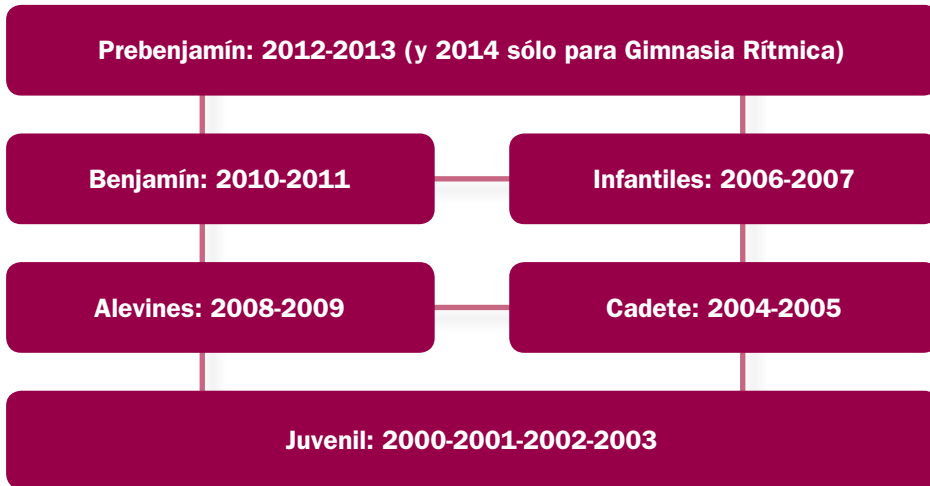 Prebenjamín: 2012-2013 (y 2014 sólo para Gimnasia Rítmica)
Benjamín: 2010-2011
Infantiles: 2006-2007
Alevines: 2008-2009
Cadete: 2004-2005
Juvenil: 2000-2001-2002-2003